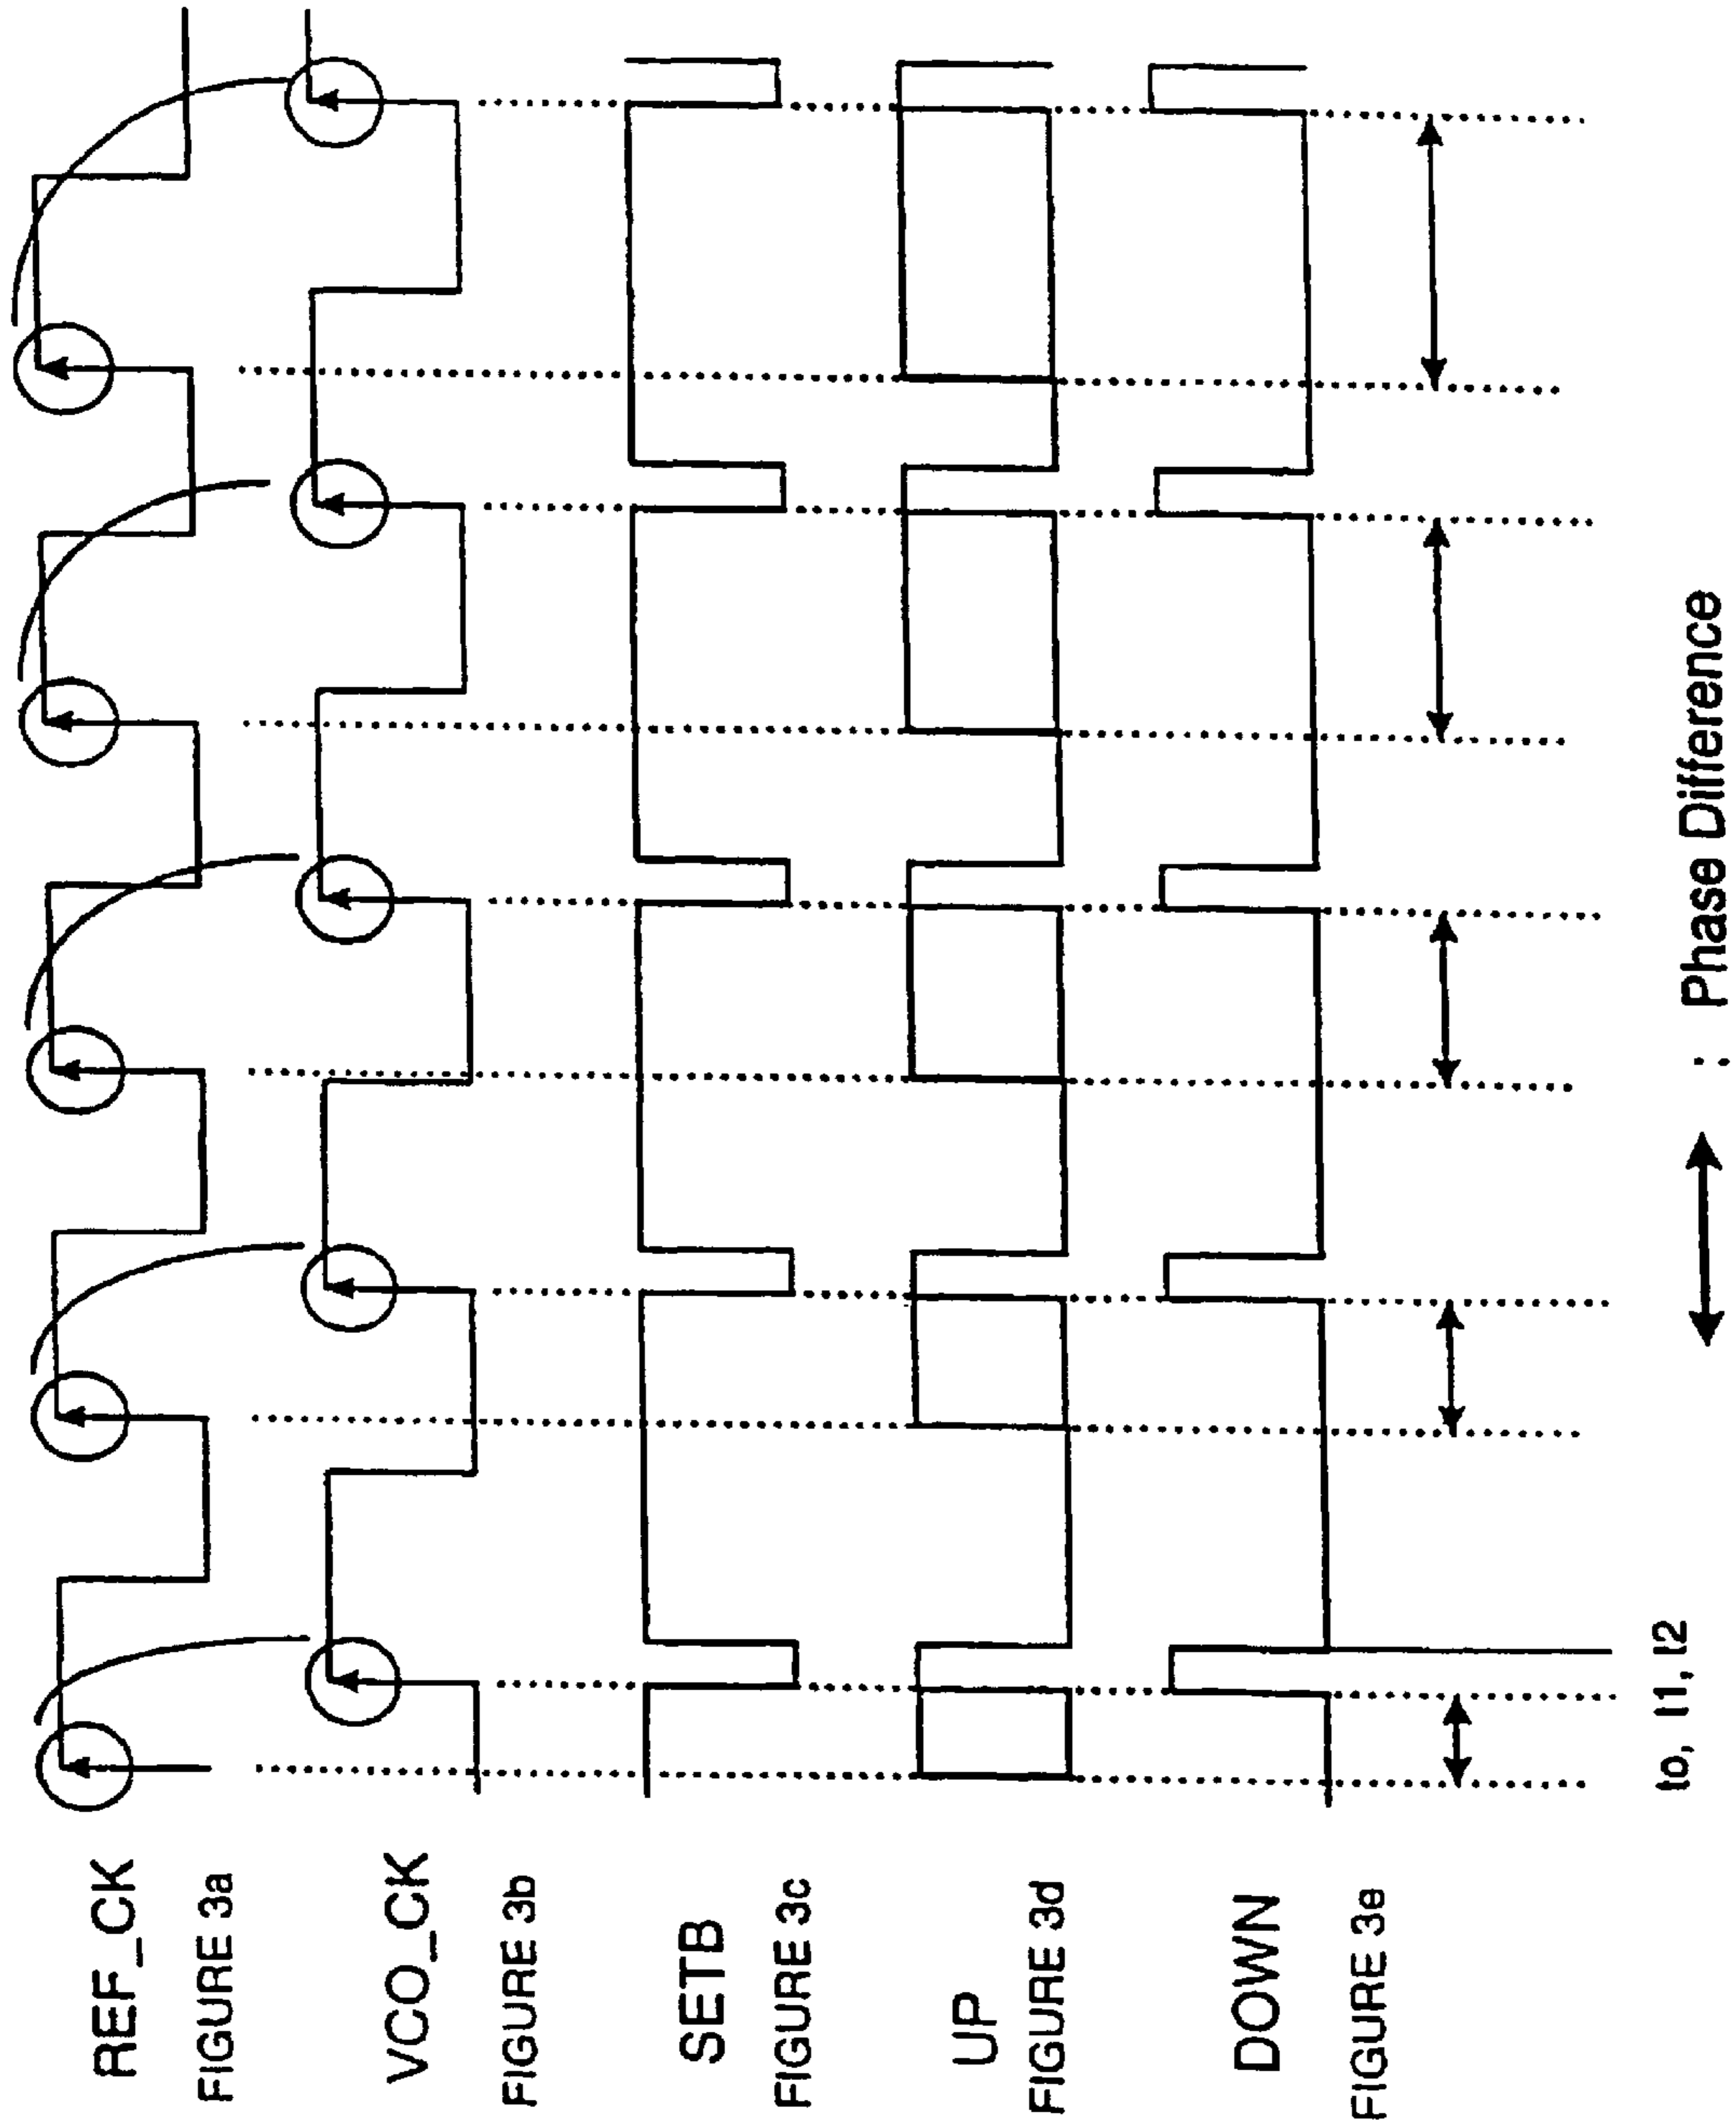 REF_CK
FIGURE 3a
VCO_CK
FIGURE 3b
SETB
FIGURE 3c
UP
FIGURE 3d
DOWN
FIGURE 3e
to, t1, t2
: Phase Difference